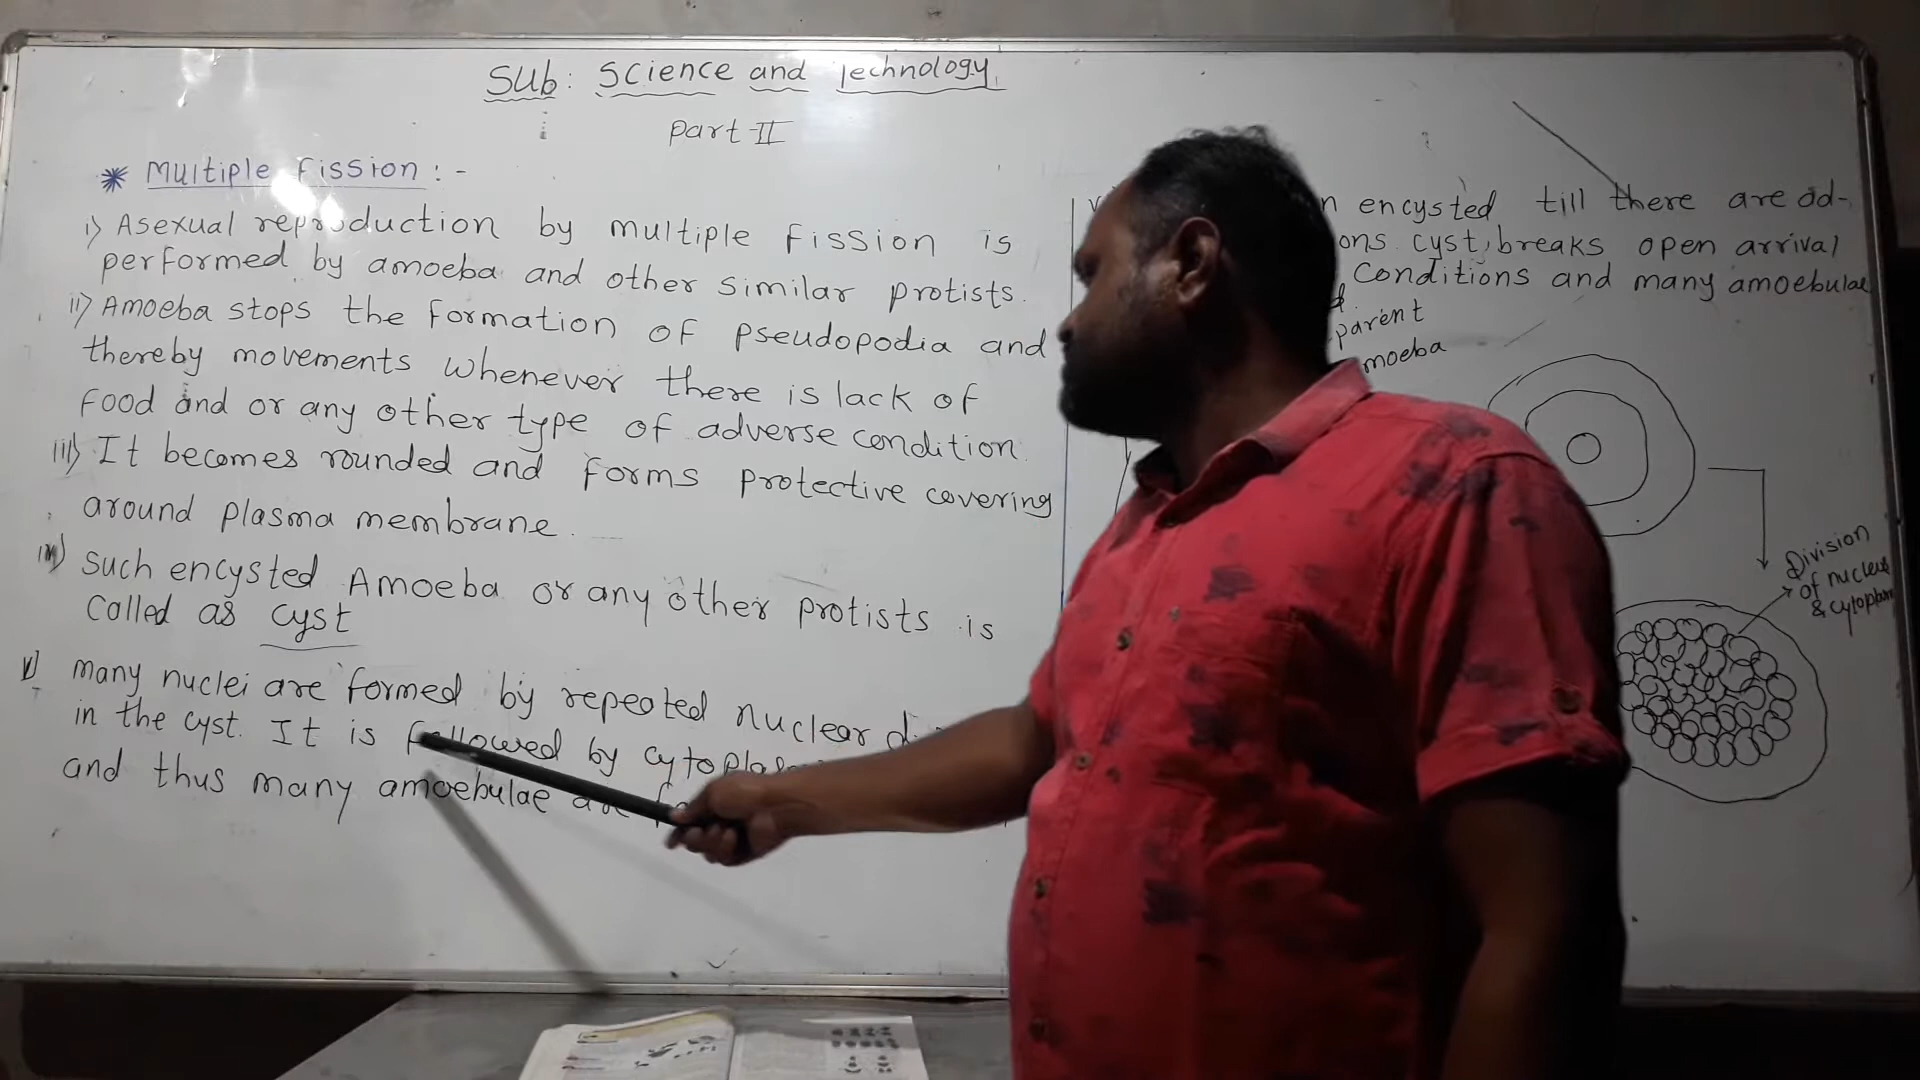 Sub: Science and Technology
Part II
* Multiple Fission :-
i) Asexual reproduction by multiple fission is
performed by amoeba and other similar protists.
ii) Amoeba stops the formation of pseudopodia and
thereby movements whenever there is lack of
food and or any other type of adverse condition.
iii) It becomes rounded and forms protective covering
around plasma membrane.
iv) Such encysted Amoeba or any other protists is
called as cyst
v) many nuclei are formed by repeated nuclear
in the cyst. It is followed by
and thus many amoebulae are
encysted till there are ad-
cyst breaks open arrival
conditions and many amoebulae
parent
Division
of nucleus
&